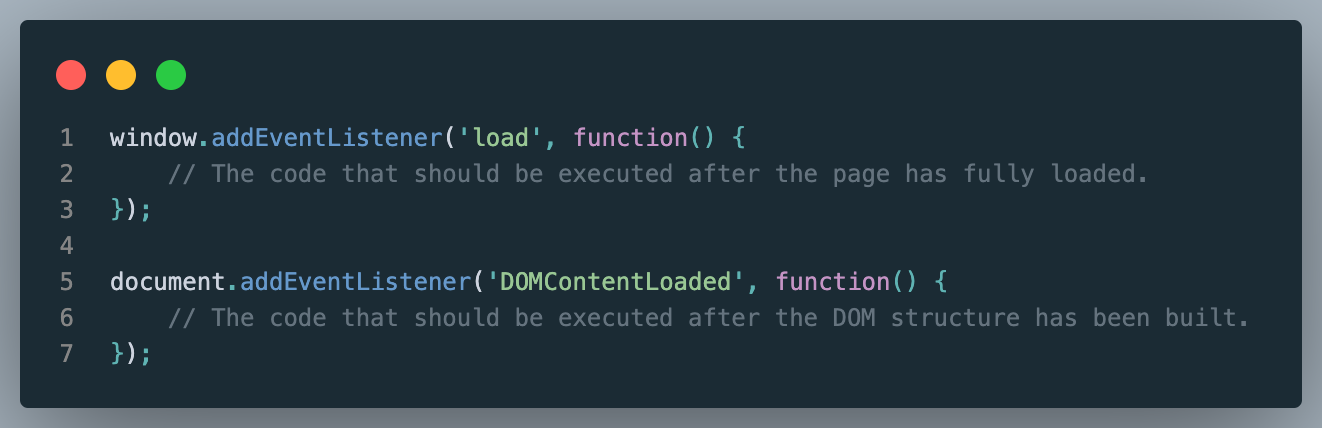 1 window.addEventListener('load', function() {
2     // The code that should be executed after the page has fully loaded.
3 });
4
5 document.addEventListener('DOMContentLoaded', function() {
6     // The code that should be executed after the DOM structure has been built.
7 });